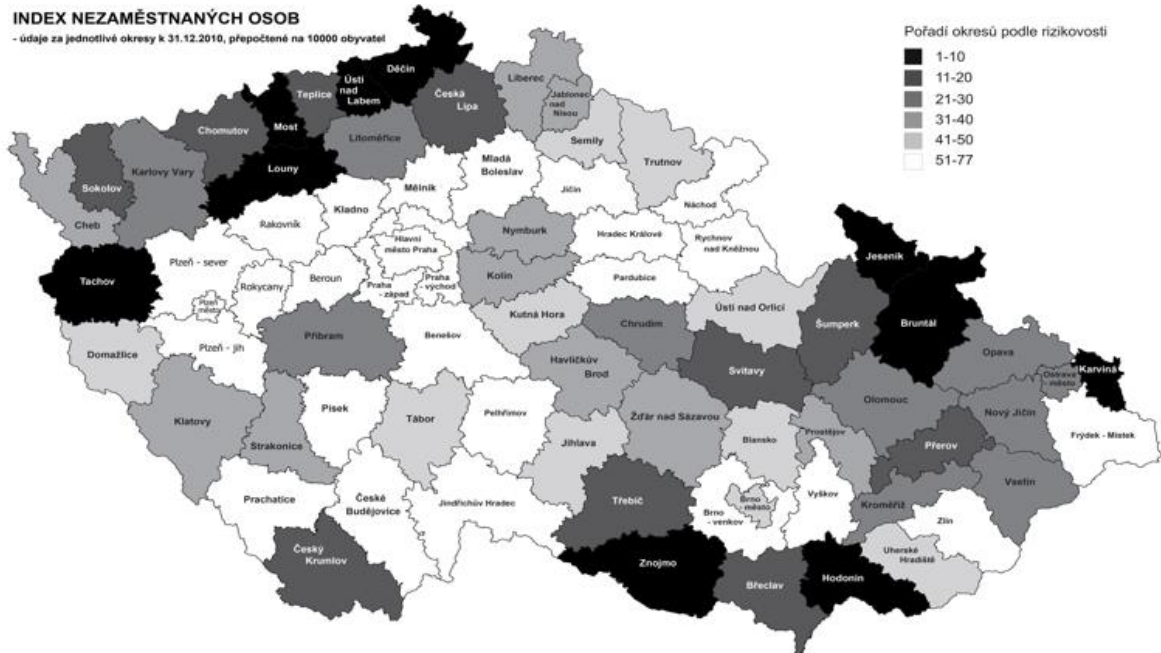 INDEX NEZAMĚSTNANÝCH OSOB
- údaje za jednotlivé okresy k 31.12.2010, přepočtené na 10000 obyvatel
Pořadí okresů podle rizikovosti
1-10
11-20
21-30
31-40
41-50
51-77
Děčín
Ústí
nad
Labem
Teplice
Česká
Lípa
Liberec
Jablonec
nad
Nisou
Chomutov
Most
Litoměřice
Semily
Trutnov
Sokolov
Karlovy Vary
Louny
Mladá
Boleslav
Mělník
Jičín
Náchod
Cheb
Rakovník
Kladno
Nymburk
Hradec Králové
Rychnov
nad Kněžnou
Hlavní
město Praha
Jeseník
Tachov
Plzeň - sever
Rokycany
Beroun
Praha
- západ
Praha
- východ
Kolín
Pardubice
Plzeň
město
Kutná Hora
Ústí nad Orlicí
Šumperk
Bruntál
Chrudim
Domažlice
Plzeň - jih
Příbram
Benešov
Opava
Karviná
Ostrava
- město
Havlíčkův
Brod
Svitavy
Olomouc
Nový Jičín
Klatovy
Písek
Tábor
Pelhřimov
Žďár nad Sázavou
Prostějov
Přerov
Frýdek - Místek
Strakonice
Jihlava
Blansko
Vsetín
Prachatice
České
Budějovice
Jindřichův Hradec
Třebíč
Brno
- město
Brno
- venkov
Vyškov
Kroměříž
Zlín
Český
Krumlov
Uherské
Hradiště
Znojmo
Břeclav
Hodonín